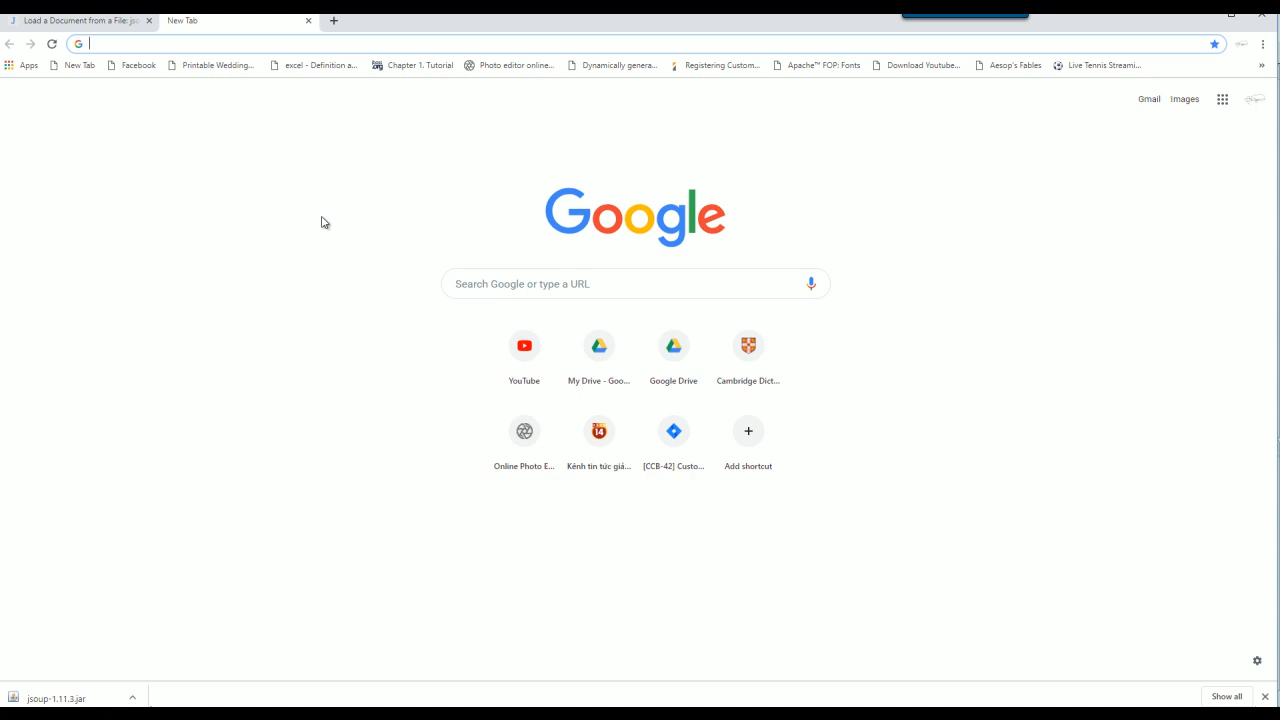 Load a Document from a File: jso
New Tab
Apps
New Tab
Facebook
Printable Wedding...
excel - Definition a...
Chapter 1. Tutorial
Photo editor online...
Dynamically genera...
Registering Custom...
Apache™ FOP: Fonts
Download Youtube...
Aesop's Fables
Live Tennis Streami...
Gmail
Images
Google
Search Google or type a URL
YouTube
My Drive - Goo...
Google Drive
Cambridge Dict...
Online Photo E...
Kênh tin tức giả...
[CCB-42] Custo...
Add shortcut
jsoup-1.11.3.jar
Show all